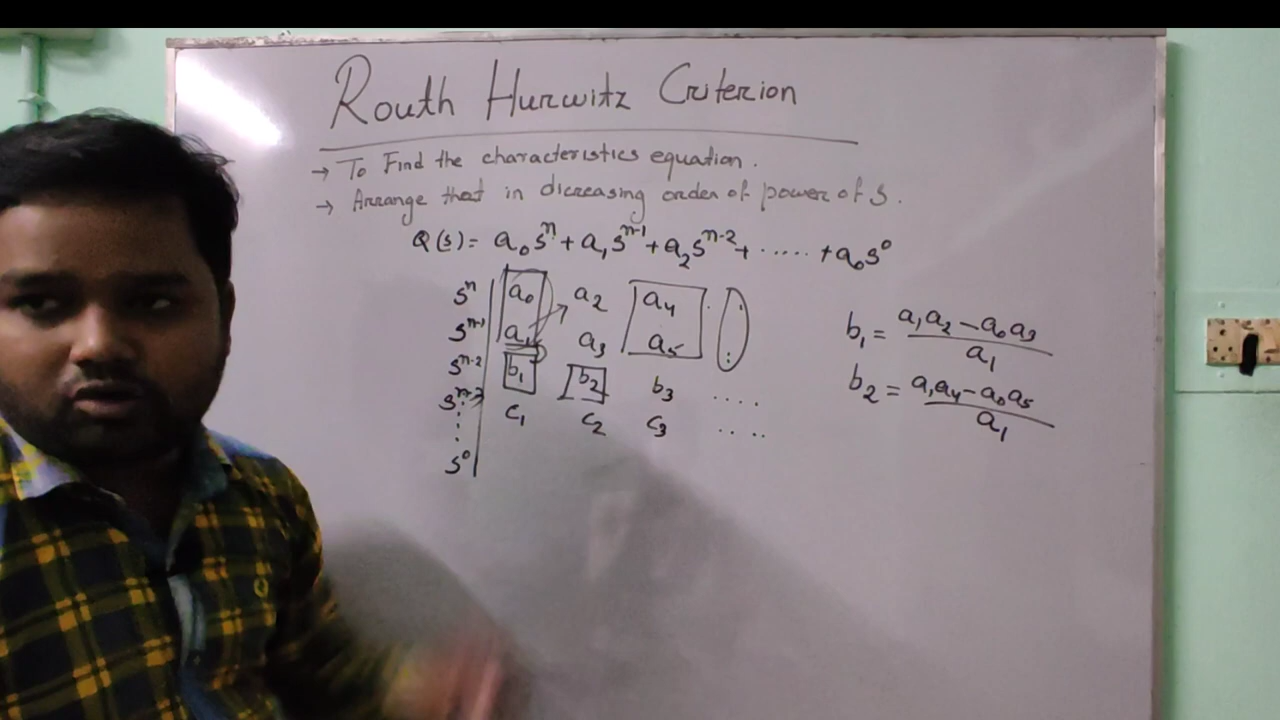 Routh Hurwitz Criterion
→ To Find the characteristics equation.
→ Arrange that in dicreasing order of power of s.
Q(s) = a₀sⁿ + a₁sⁿ⁻¹ + a₂sⁿ⁻² + ...... + a₀s⁰
sⁿ a₀ a₂ a₄
sⁿ⁻¹ a₁ a₃ a₅
sⁿ⁻² b₁ b₂ b₃ ....
sⁿ⁻³ c₁ c₂ c₃ ....
s⁰
b₁ = a₁a₂ - a₀a₃
a₁
b₂ = a₁a₄ - a₀a₅
a₁